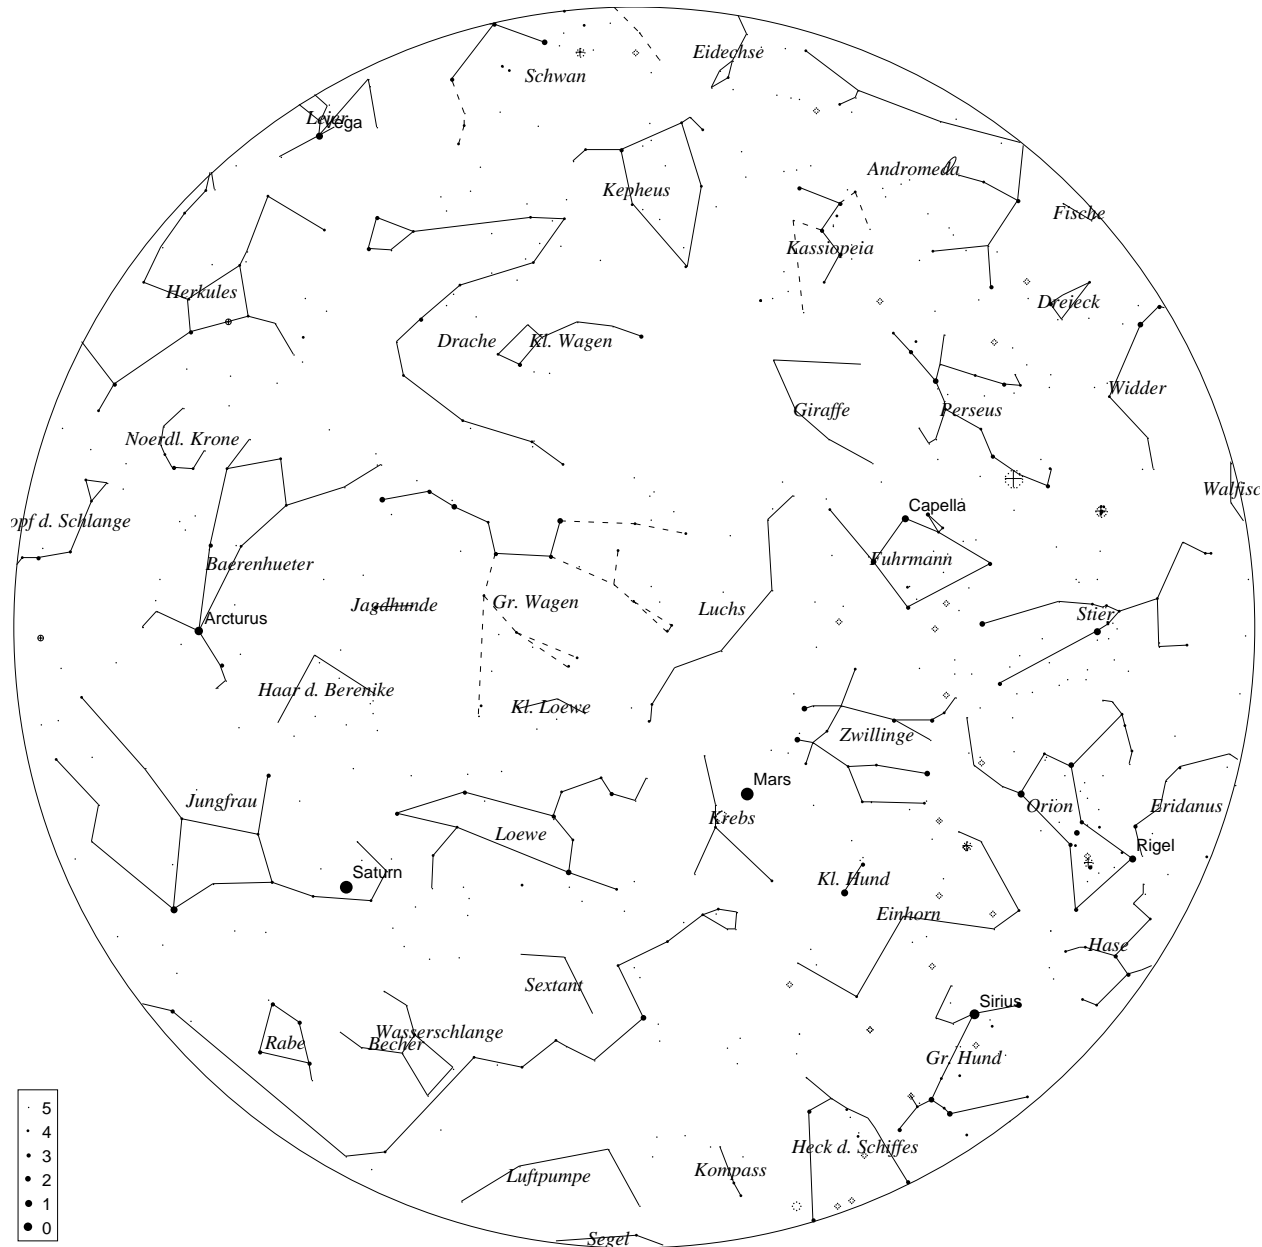 Eidechse
Schwan
Leier
Vega
Andromeda
Kepheus
Fische
Kassiopeia
Herkules
Dreieck
Drache
Kl. Wagen
Widder
Giraffe
Perseus
Noerdl. Krone
Walfisc
Capella
opf d. Schlange
Fuhrmann
Baerenhueter
Jagdhunde
Gr. Wagen
Luchs
Stier
Arcturus
Haar d. Berenike
Kl. Loewe
Zwillinge
Mars
Jungfrau
Orion
Eridanus
Krebs
Loewe
Rigel
Saturn
Kl. Hund
Einhorn
Hase
Sextant
Sirius
Wasserschlange
Rabe
Becher
Gr. Hund
5
4
3
2
1
0
Heck d. Schiffes
Kompass
Luftpumpe
Segel